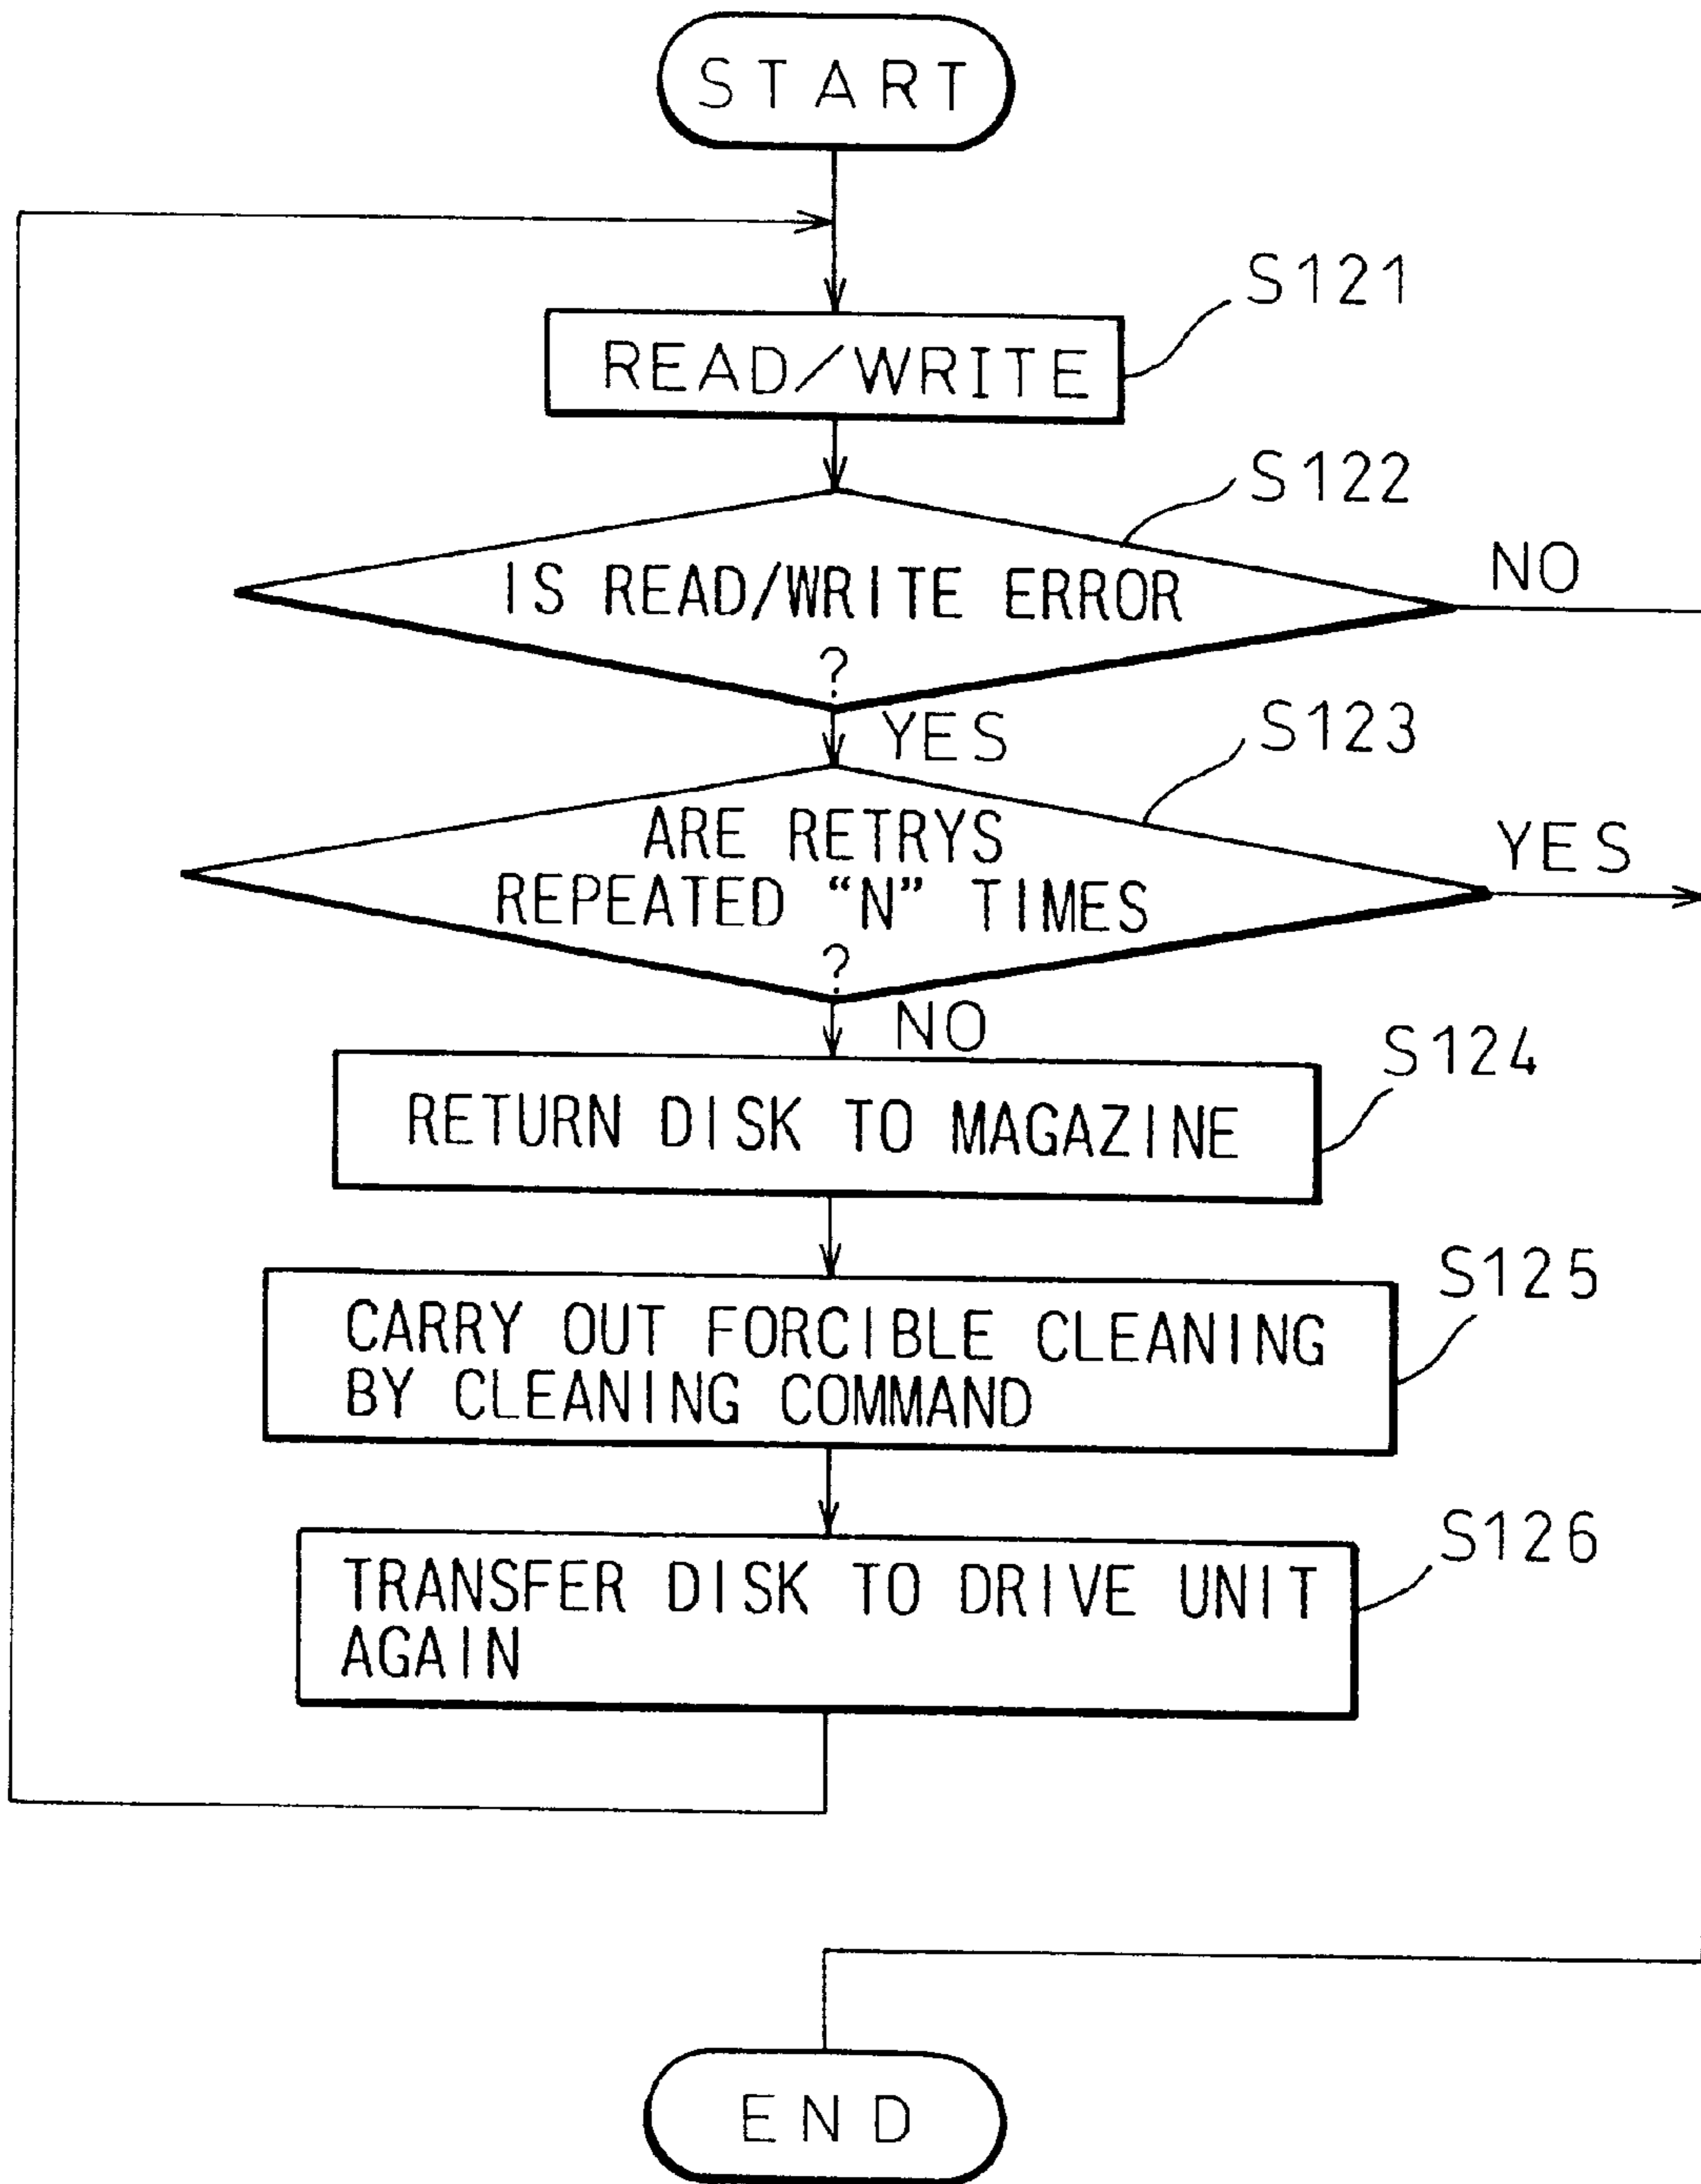 START
S121
READ/WRITE
S122
IS READ/WRITE ERROR
?
NO
YES
S123
ARE RETRYS
REPEATED “N” TIMES
?
YES
NO
S124
RETURN DISK TO MAGAZINE
S125
CARRY OUT FORCIBLE CLEANING
BY CLEANING COMMAND
S126
TRANSFER DISK TO DRIVE UNIT
AGAIN
END